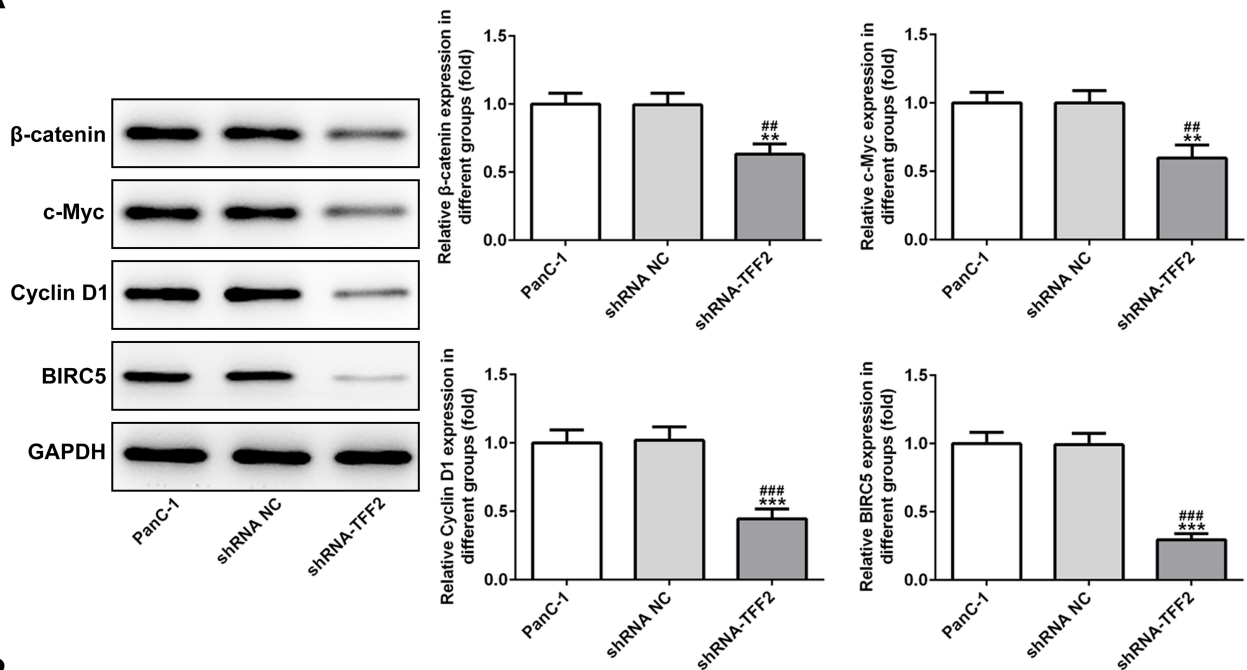 β-catenin
c-Myc
Cyclin D1
BIRC5
GAPDH
PanC-1
shRNA NC
shRNA-TFF2
Relative β-catenin expression in
different groups (fold)
1.5
1.0
0.5
0.0
##
**
PanC-1
shRNA NC
shRNA-TFF2
Relative c-Myc expression in
different groups (fold)
1.5
1.0
0.5
0.0
##
**
PanC-1
shRNA NC
shRNA-TFF2
Relative Cyclin D1 expression in
different groups (fold)
1.5
1.0
0.5
0.0
###
***
PanC-1
shRNA NC
shRNA-TFF2
Relative BIRC5 expression in
different groups (fold)
1.5
1.0
0.5
0.0
###
***
PanC-1
shRNA NC
shRNA-TFF2